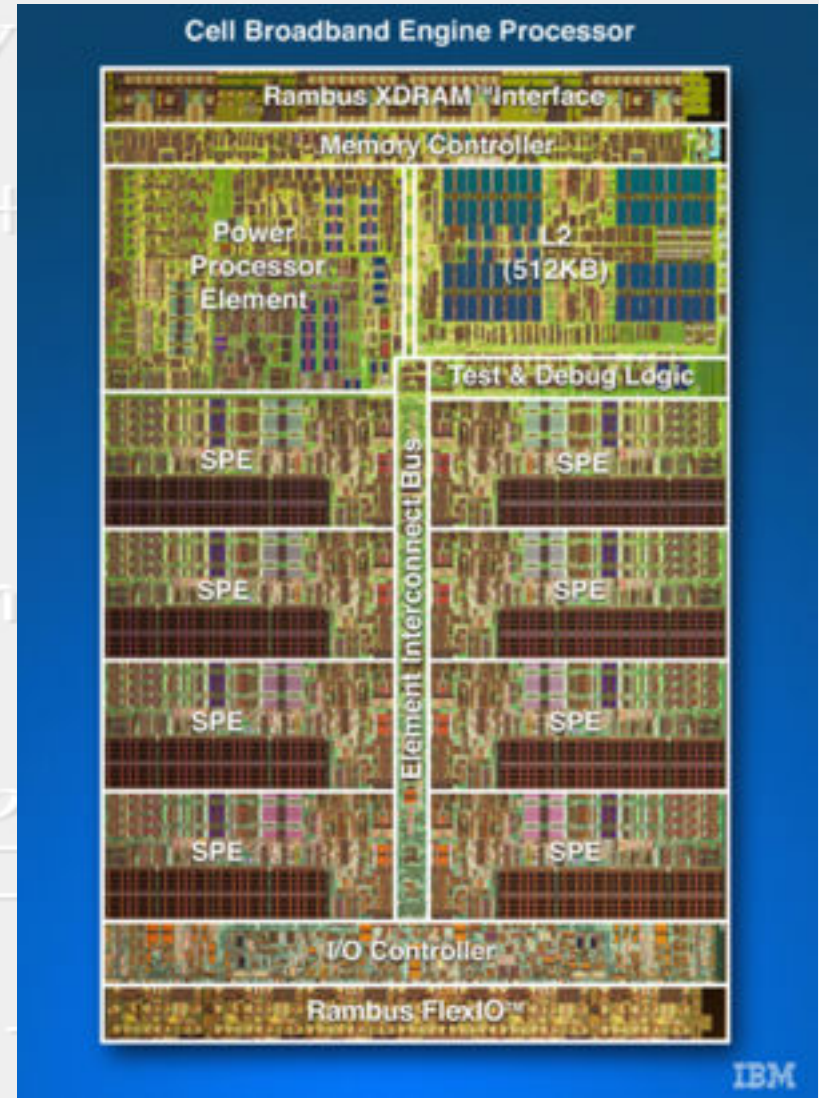 Cell Broadband Engine Processor
Rambus XDRAM™ Interface
Memory Controller
Power
Processor
Element
L2
(512KB)
Test & Debug Logic
Element Interconnect Bus
SPE
SPE
SPE
SPE
SPE
SPE
SPE
SPE
I/O Controller
Rambus FlexIO™
IBM